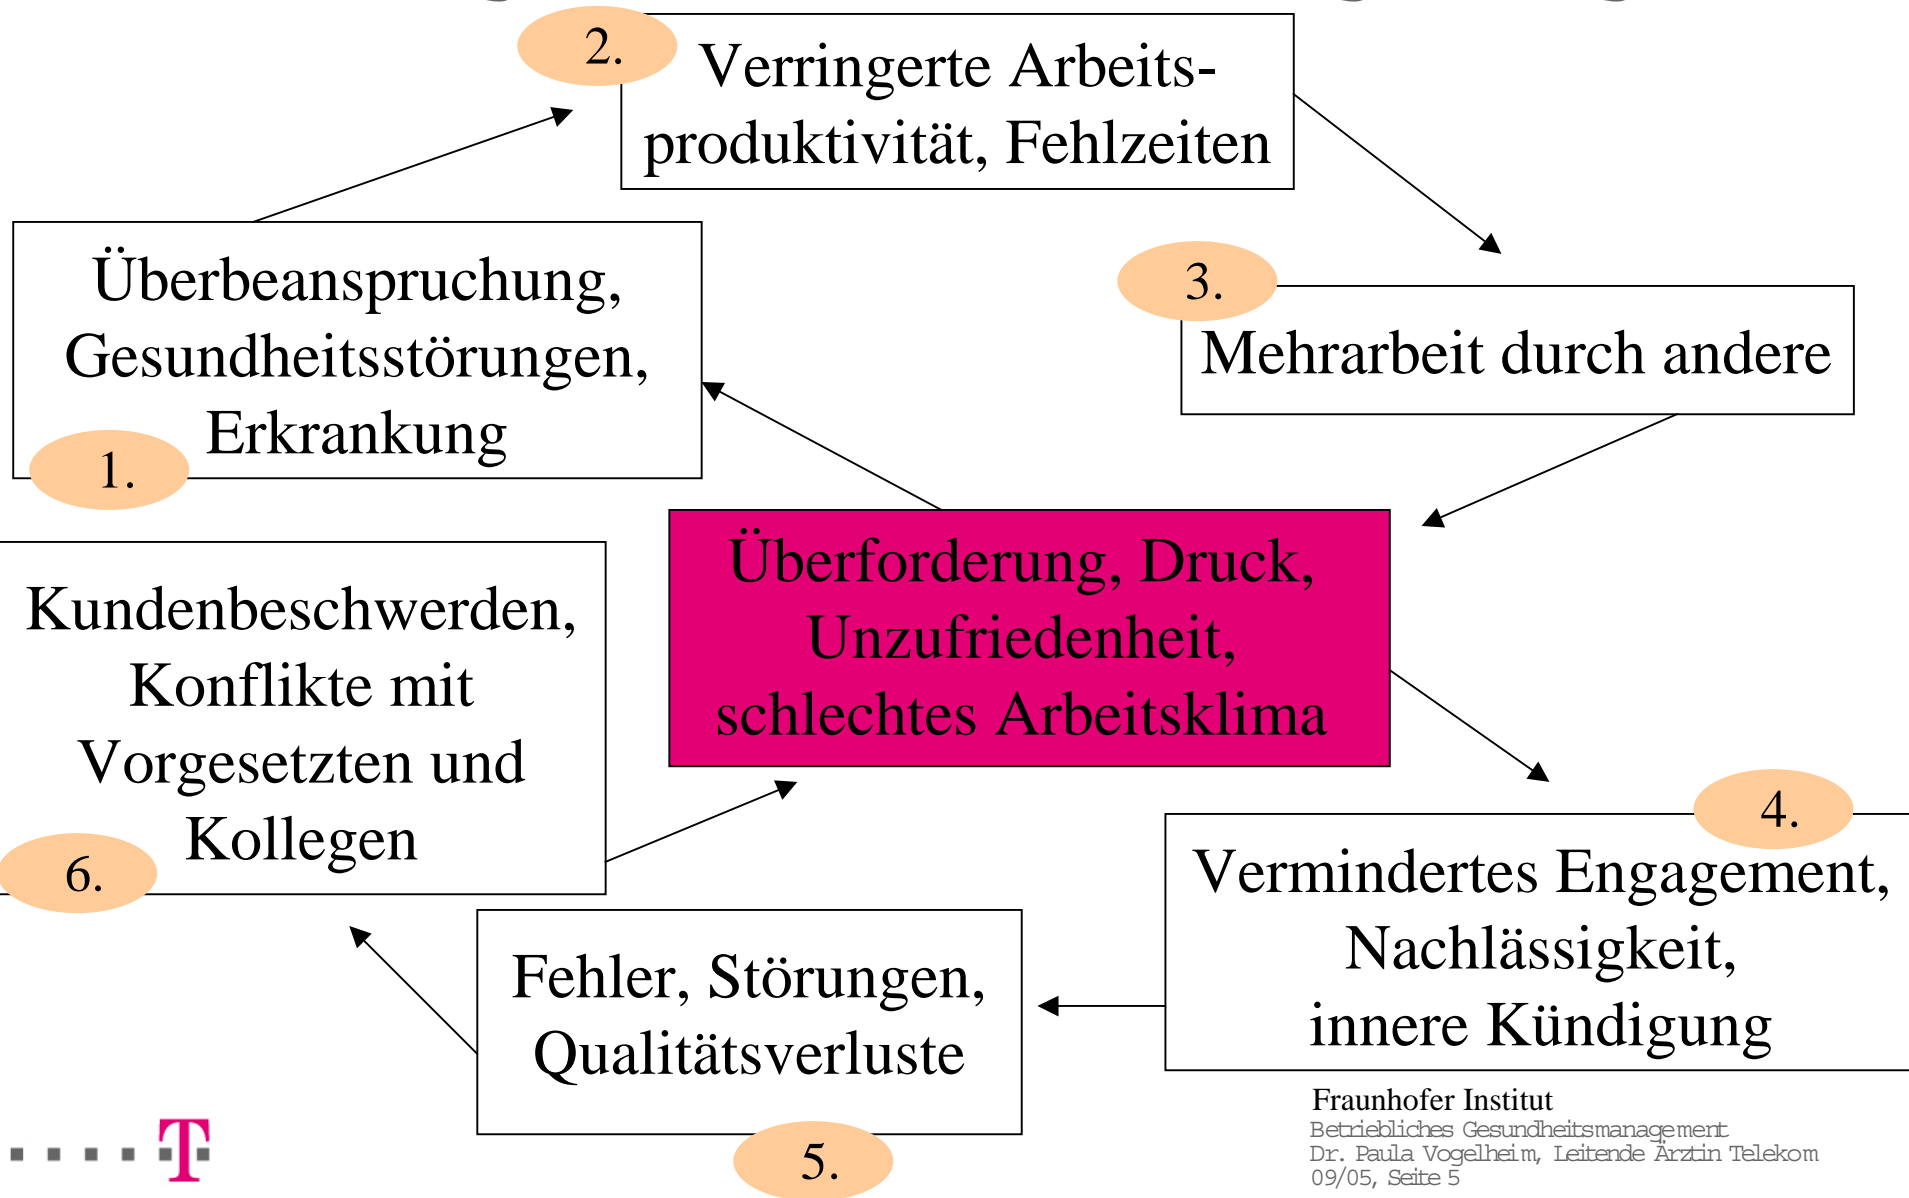 2.
Verringerte Arbeits-
produktivität, Fehlzeiten
Überbeanspruchung,
Gesundheitsstörungen,
Erkrankung
1.
3.
Mehrarbeit durch andere
Überforderung, Druck,
Unzufriedenheit,
schlechtes Arbeitsklima
Kundenbeschwerden,
Konflikte mit
Vorgesetzten und
Kollegen
6.
4.
Vermindertes Engagement,
Nachlässigkeit,
innere Kündigung
Fehler, Störungen,
Qualitätsverluste
5.
T
Fraunhofer Institut
Betriebliches Gesundheitsmanagement
Dr. Paula Vogelheim, Leitende Ärztin Telekom
09/05, Seite 5